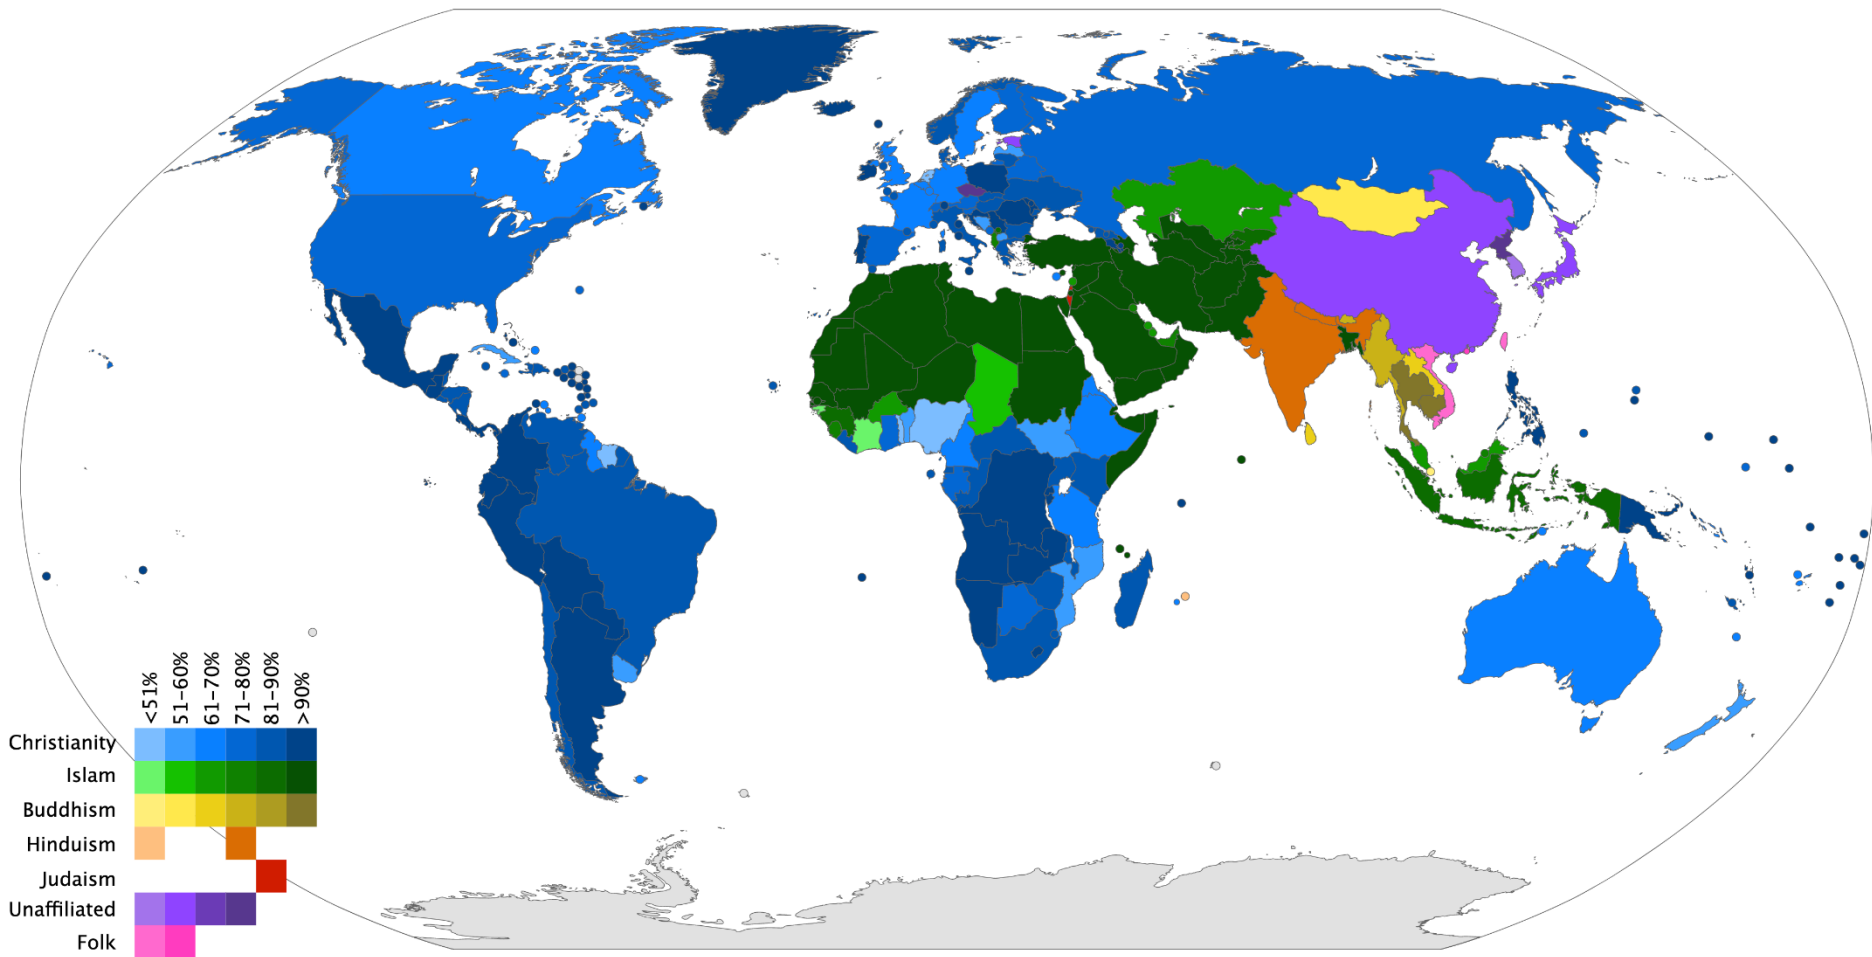 <51%
51-60%
61-70%
71-80%
81-90%
>90%
Christianity
Islam
Buddhism
Hinduism
Judaism
Unaffiliated
Folk